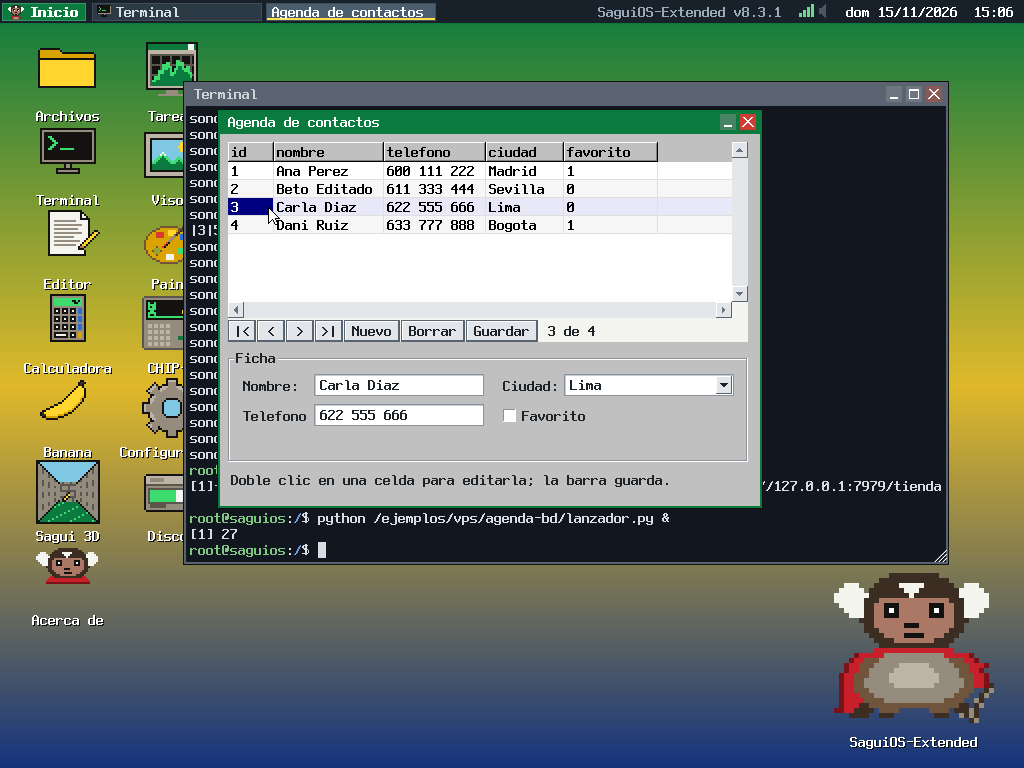 Inicio
Terminal
Agenda de contactos
SaguiOS-Extended v8.3.1
dom 15/11/2026
15:06
Archivos
Terminal
Editor
Calculadora
CHIP-
Banana
Sagui 3D
Acerca de
Terminal
Agenda de contactos
id nombre telefono ciudad favorito
1 Ana Perez 600 111 222 Madrid 1
2 Beto Editado 611 333 444 Sevilla 0
3 Carla Diaz 622 555 666 Lima 0
4 Dani Ruiz 633 777 888 Bogota 1
|< < > >| Nuevo Borrar Guardar 3 de 4
Ficha
Nombre: Carla Diaz Ciudad: Lima
Telefono 622 555 666 Favorito
Doble clic en una celda para editarla; la barra guarda.
/127.0.0.1:7979/tienda
root@saguios:/$ python /ejemplos/vps/agenda-bd/lanzador.py &
[1] 27
root@saguios:/$
SaguiOS-Extended